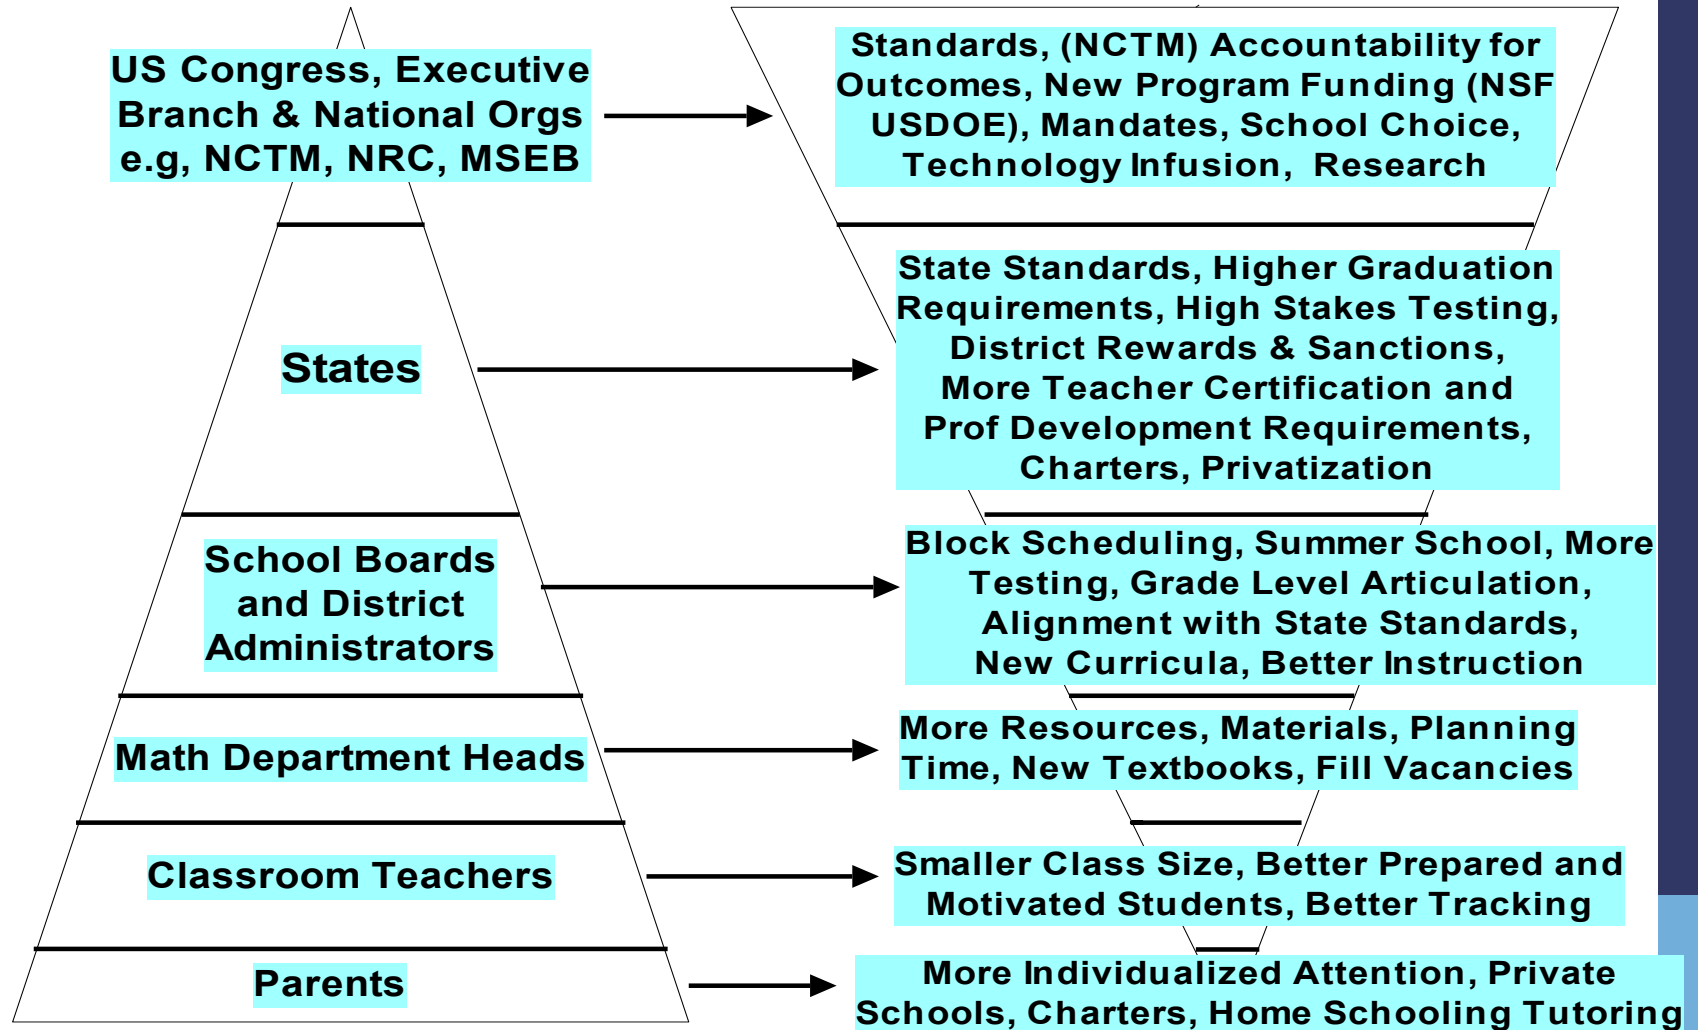 US Congress, Executive
Branch & National Orgs
e.g, NCTM, NRC, MSEB
Standards, (NCTM) Accountability for
Outcomes, New Program Funding (NSF
USDOE), Mandates, School Choice,
Technology Infusion, Research
States
State Standards, Higher Graduation
Requirements, High Stakes Testing,
District Rewards & Sanctions,
More Teacher Certification and
Prof Development Requirements,
Charters, Privatization
School Boards
and District
Administrators
Block Scheduling, Summer School, More
Testing, Grade Level Articulation,
Alignment with State Standards,
New Curricula, Better Instruction
Math Department Heads
More Resources, Materials, Planning
Time, New Textbooks, Fill Vacancies
Classroom Teachers
Smaller Class Size, Better Prepared and
Motivated Students, Better Tracking
Parents
More Individualized Attention, Private
Schools, Charters, Home Schooling Tutoring